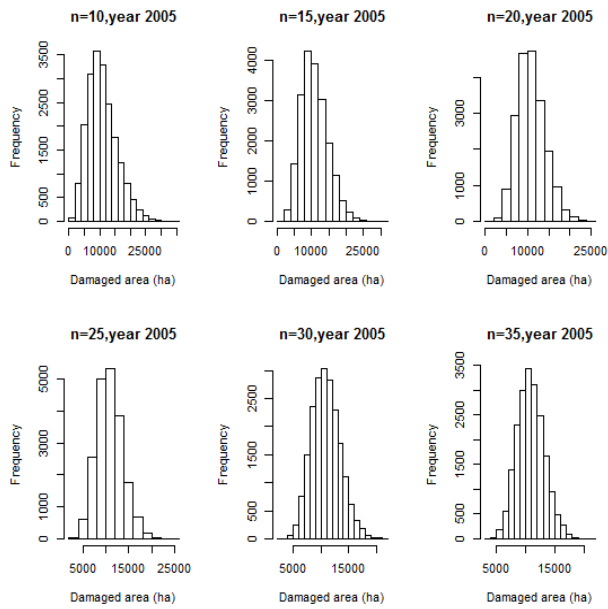 n=10,year 2005
Frequency
0 500 1500 2500 3500
0 10000 25000
Damaged area (ha)
n=15,year 2005
Frequency
0 1000 2000 3000 4000
0 10000 25000
Damaged area (ha)
n=20,year 2005
Frequency
0 1000 3000
0 10000 25000
Damaged area (ha)
n=25,year 2005
Frequency
0 1000 3000 5000
5000 15000 25000
Damaged area (ha)
n=30,year 2005
Frequency
0 500 1500 2500
5000 15000
Damaged area (ha)
n=35,year 2005
Frequency
0 500 1500 2500 3500
5000 15000
Damaged area (ha)